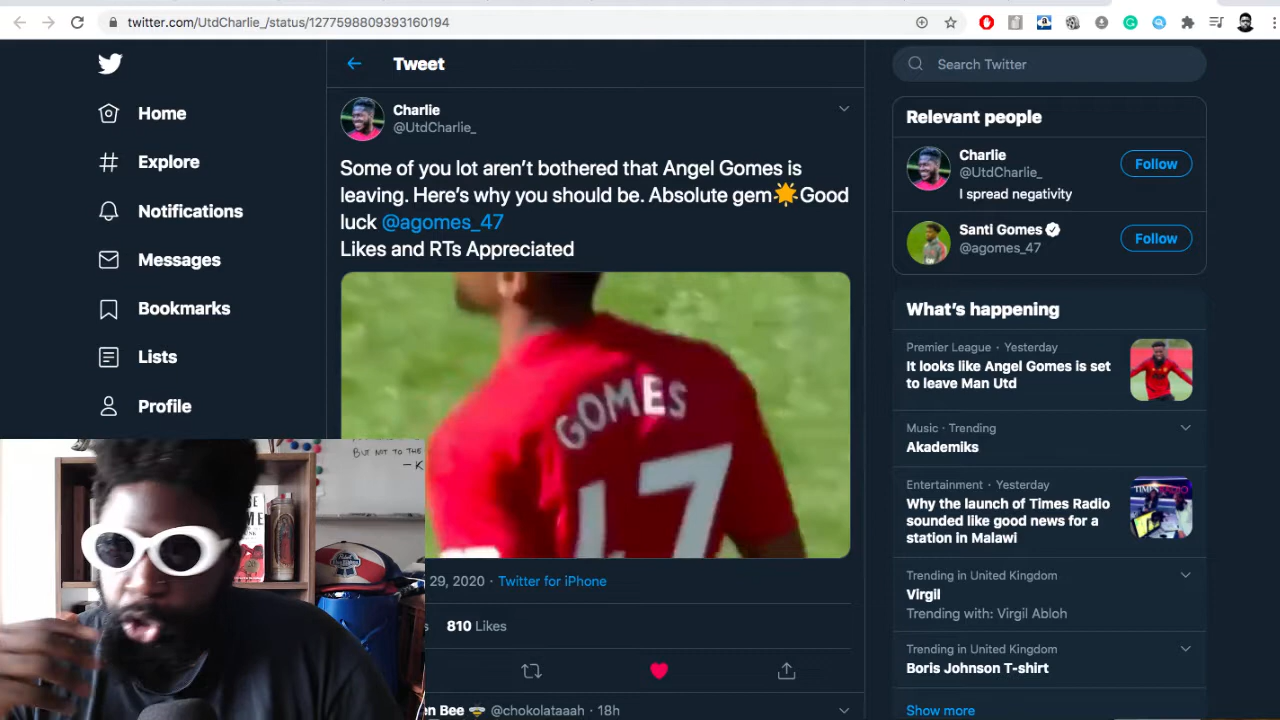 twitter.com/UtdCharlie_/status/1277598809393160194
Tweet
Search Twitter
Home
Explore
Notifications
Messages
Bookmarks
Lists
Profile
Charlie
@UtdCharlie_
Some of you lot aren’t bothered that Angel Gomes is
leaving. Here’s why you should be. Absolute gem🌟Good
luck @agomes_47
Likes and RTs Appreciated
GOMES
47
29, 2020 · Twitter for iPhone
810 Likes
en Bee 🐝 @chokolataaah · 18h
Relevant people
Charlie
@UtdCharlie_
Follow
I spread negativity
Santi Gomes
@agomes_47
Follow
What’s happening
Premier League · Yesterday
It looks like Angel Gomes is set
to leave Man Utd
Music · Trending
Akademiks
Entertainment · Yesterday
Why the launch of Times Radio
sounded like good news for a
station in Malawi
Trending in United Kingdom
Virgil
Trending with: Virgil Abloh
Trending in United Kingdom
Boris Johnson T-shirt
Show more
BUT NOT TO THE
– K